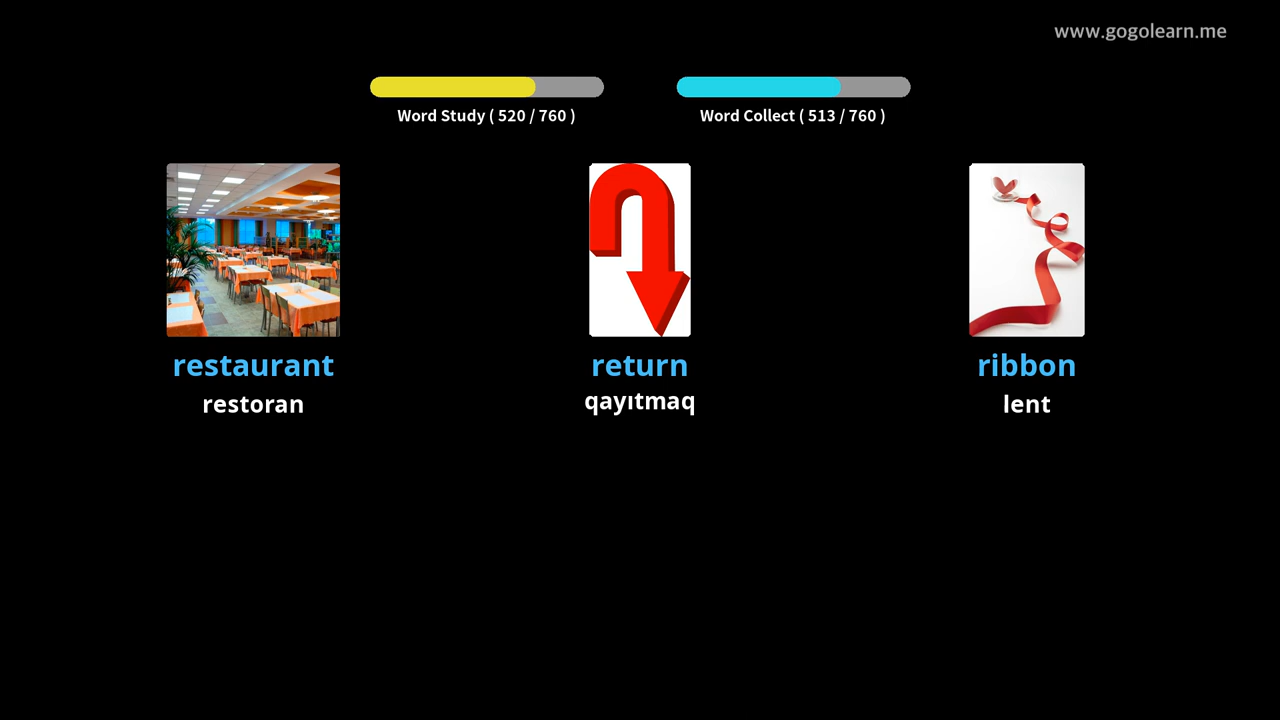 www.gogolearn.me
Word Study ( 520 / 760 )
Word Collect ( 513 / 760 )
restaurant
restoran
return
qayıtmaq
ribbon
lent